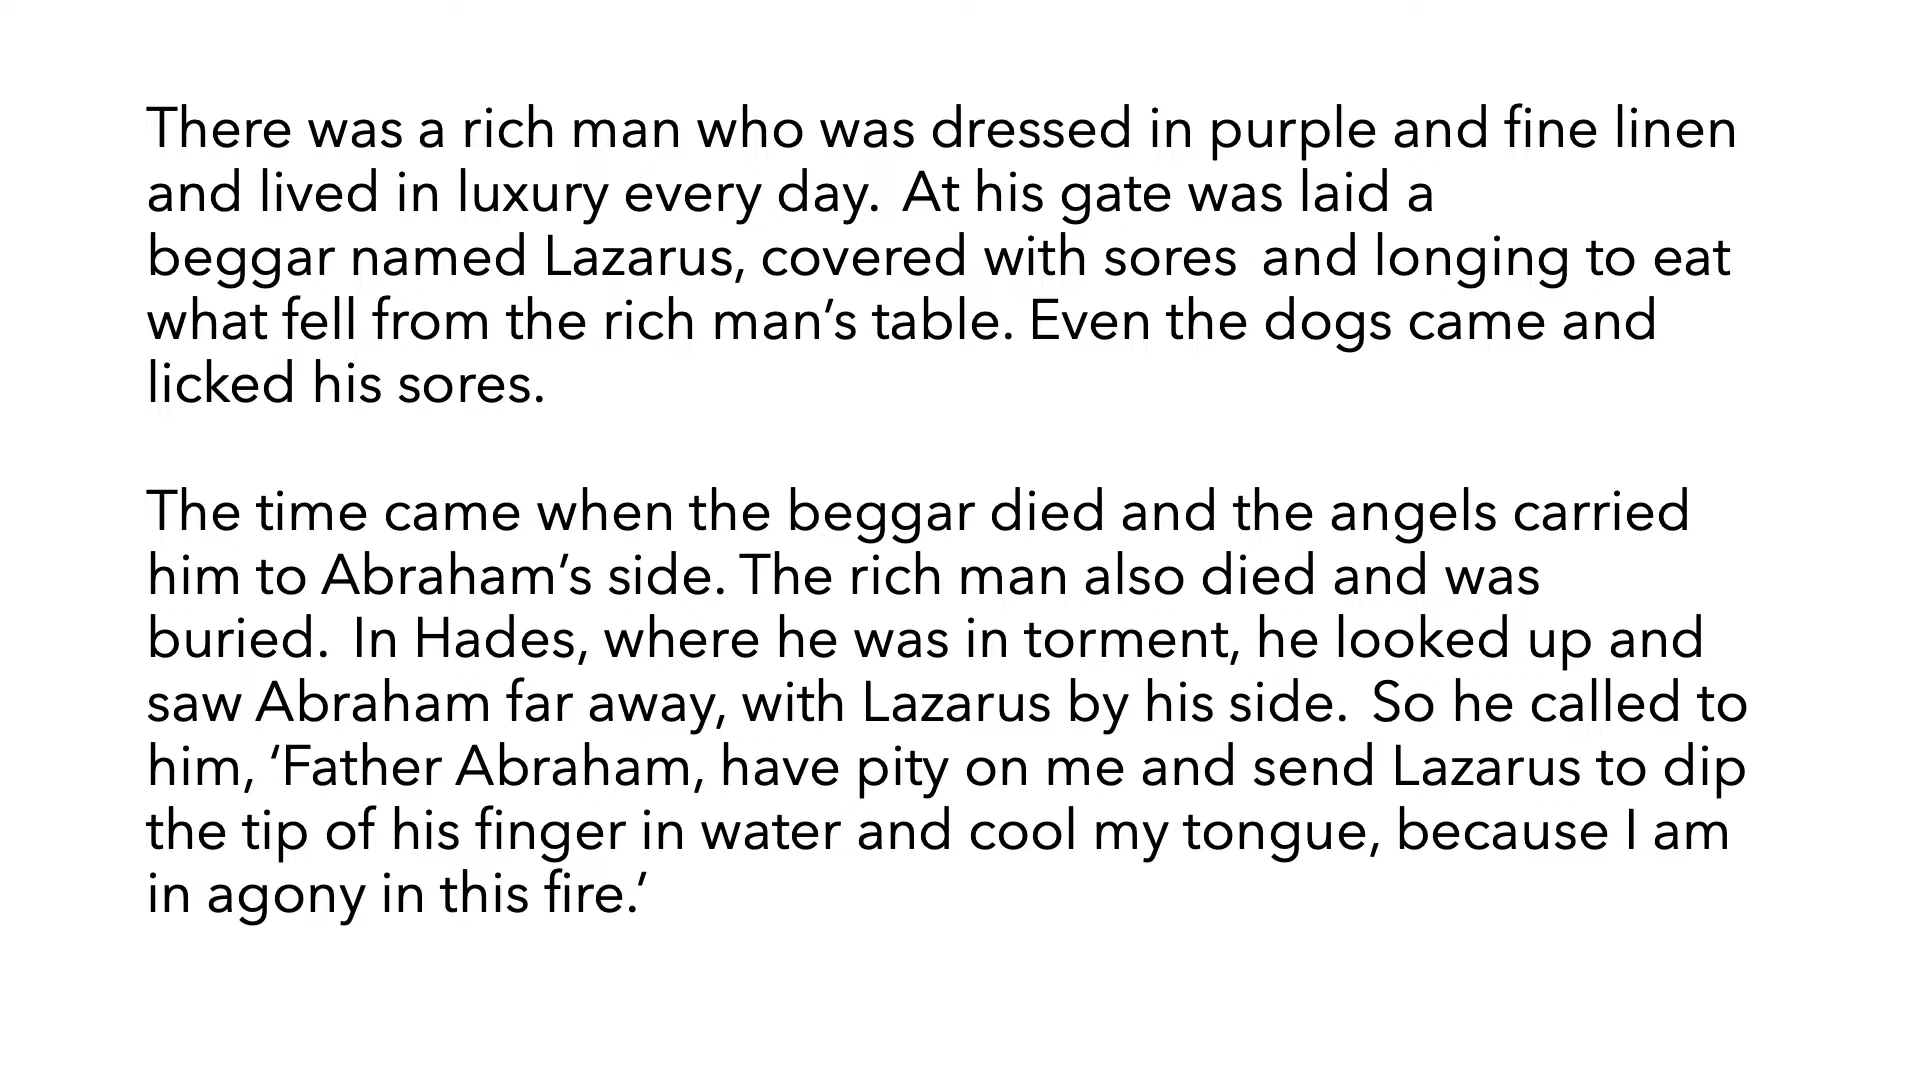 There was a rich man who was dressed in purple and fine linen
and lived in luxury every day. At his gate was laid a
beggar named Lazarus, covered with sores and longing to eat
what fell from the rich man’s table. Even the dogs came and
licked his sores.
The time came when the beggar died and the angels carried
him to Abraham’s side. The rich man also died and was
buried. In Hades, where he was in torment, he looked up and
saw Abraham far away, with Lazarus by his side. So he called to
him, ‘Father Abraham, have pity on me and send Lazarus to dip
the tip of his finger in water and cool my tongue, because I am
in agony in this fire.’